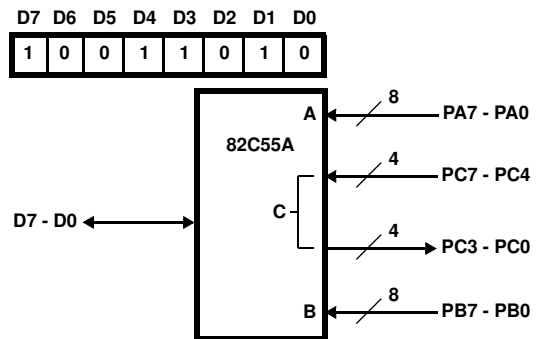 D7 D6 D5 D4 D3 D2 D1 D0
1 0 0 1 1 0 1 0
A 8 PA7 - PA0
82C55A
4 PC7 - PC4
C
D7 - D0
4 PC3 - PC0
B 8 PB7 - PB0